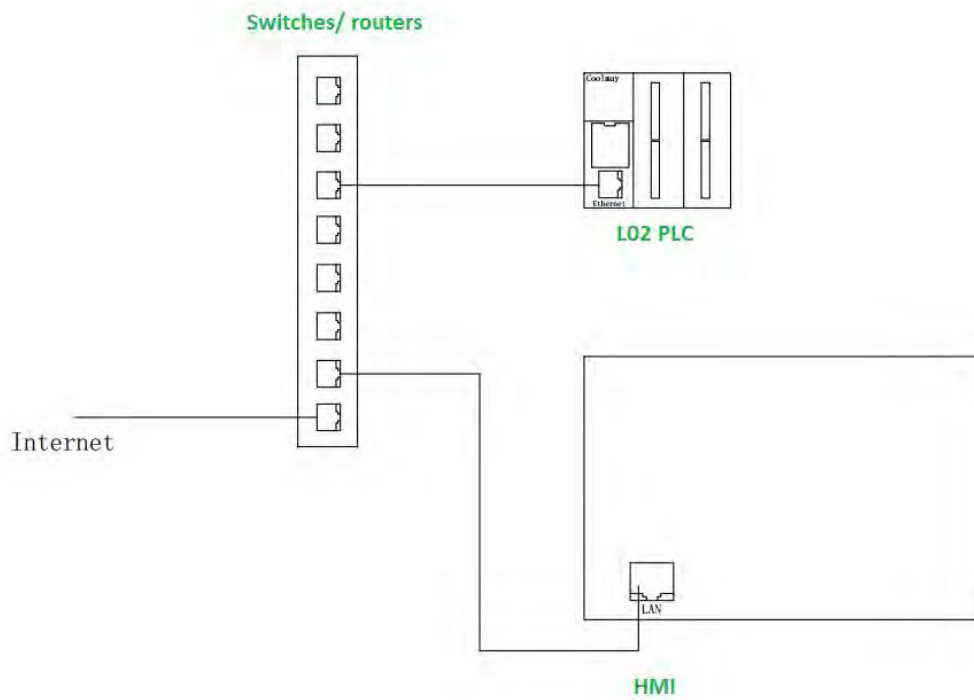 Switches/ routers
Coolmay
Ethernet
L02 PLC
Internet
LAN
HMI